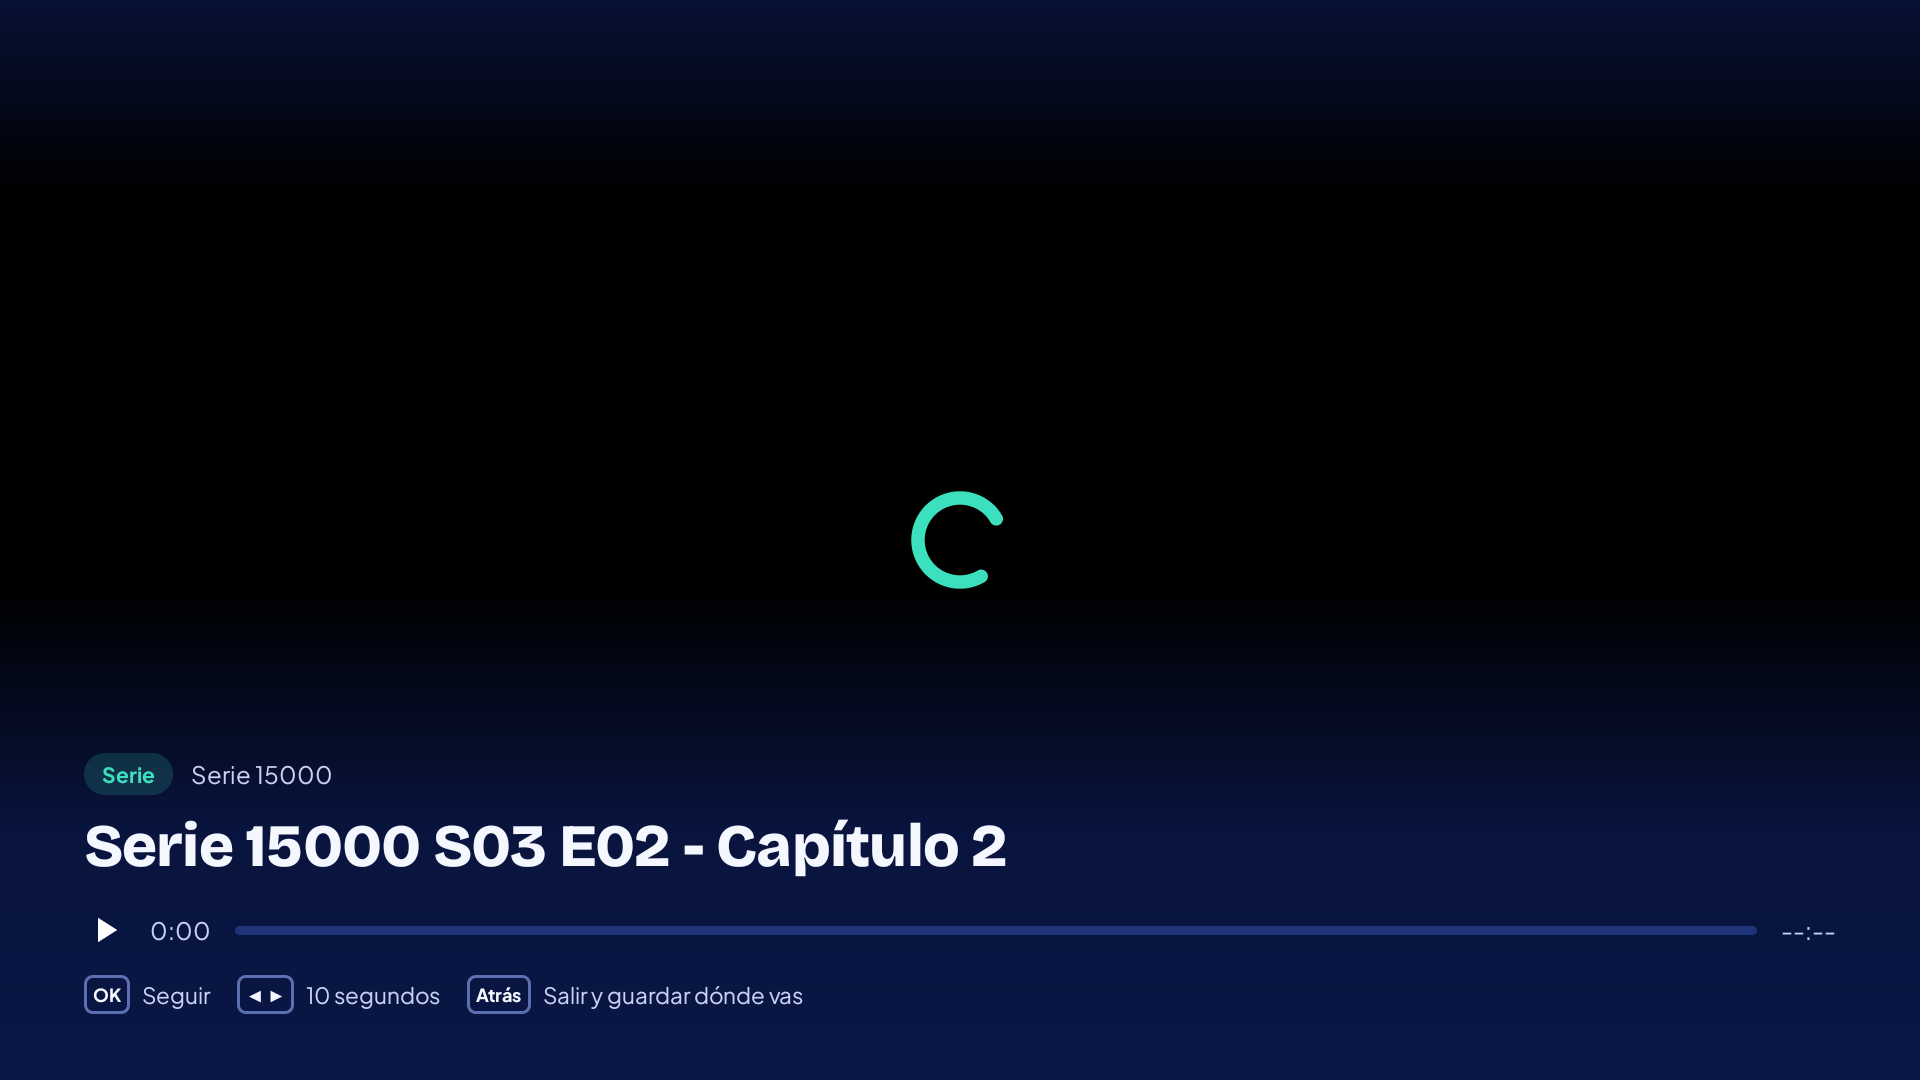 Serie Serie 15000
Serie 15000 S03 E02 - Capítulo 2
0:00 --:--
OK Seguir ◄ ► 10 segundos Atrás Salir y guardar dónde vas